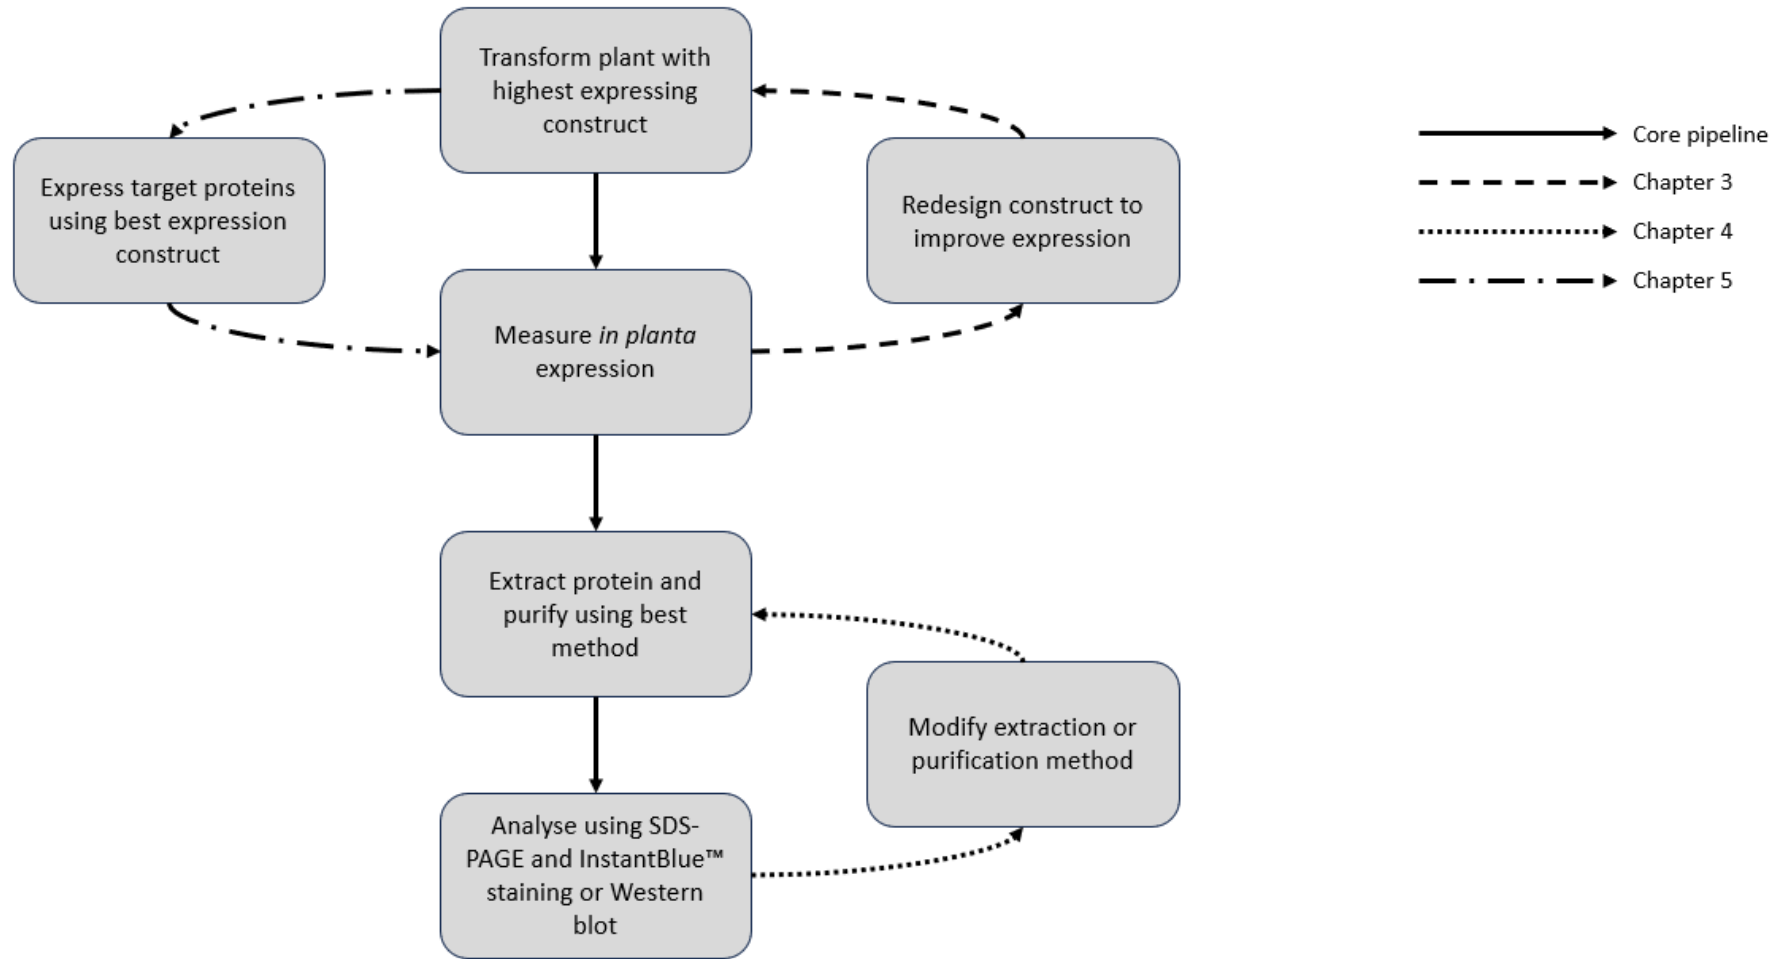 Transform plant with
highest expressing
construct
Express target proteins
using best expression
construct
Redesign construct to
improve expression
Measure in planta
expression
Extract protein and
purify using best
method
Modify extraction or
purification method
Analyse using SDS-
PAGE and InstantBlue™
staining or Western
blot
Core pipeline
Chapter 3
Chapter 4
Chapter 5